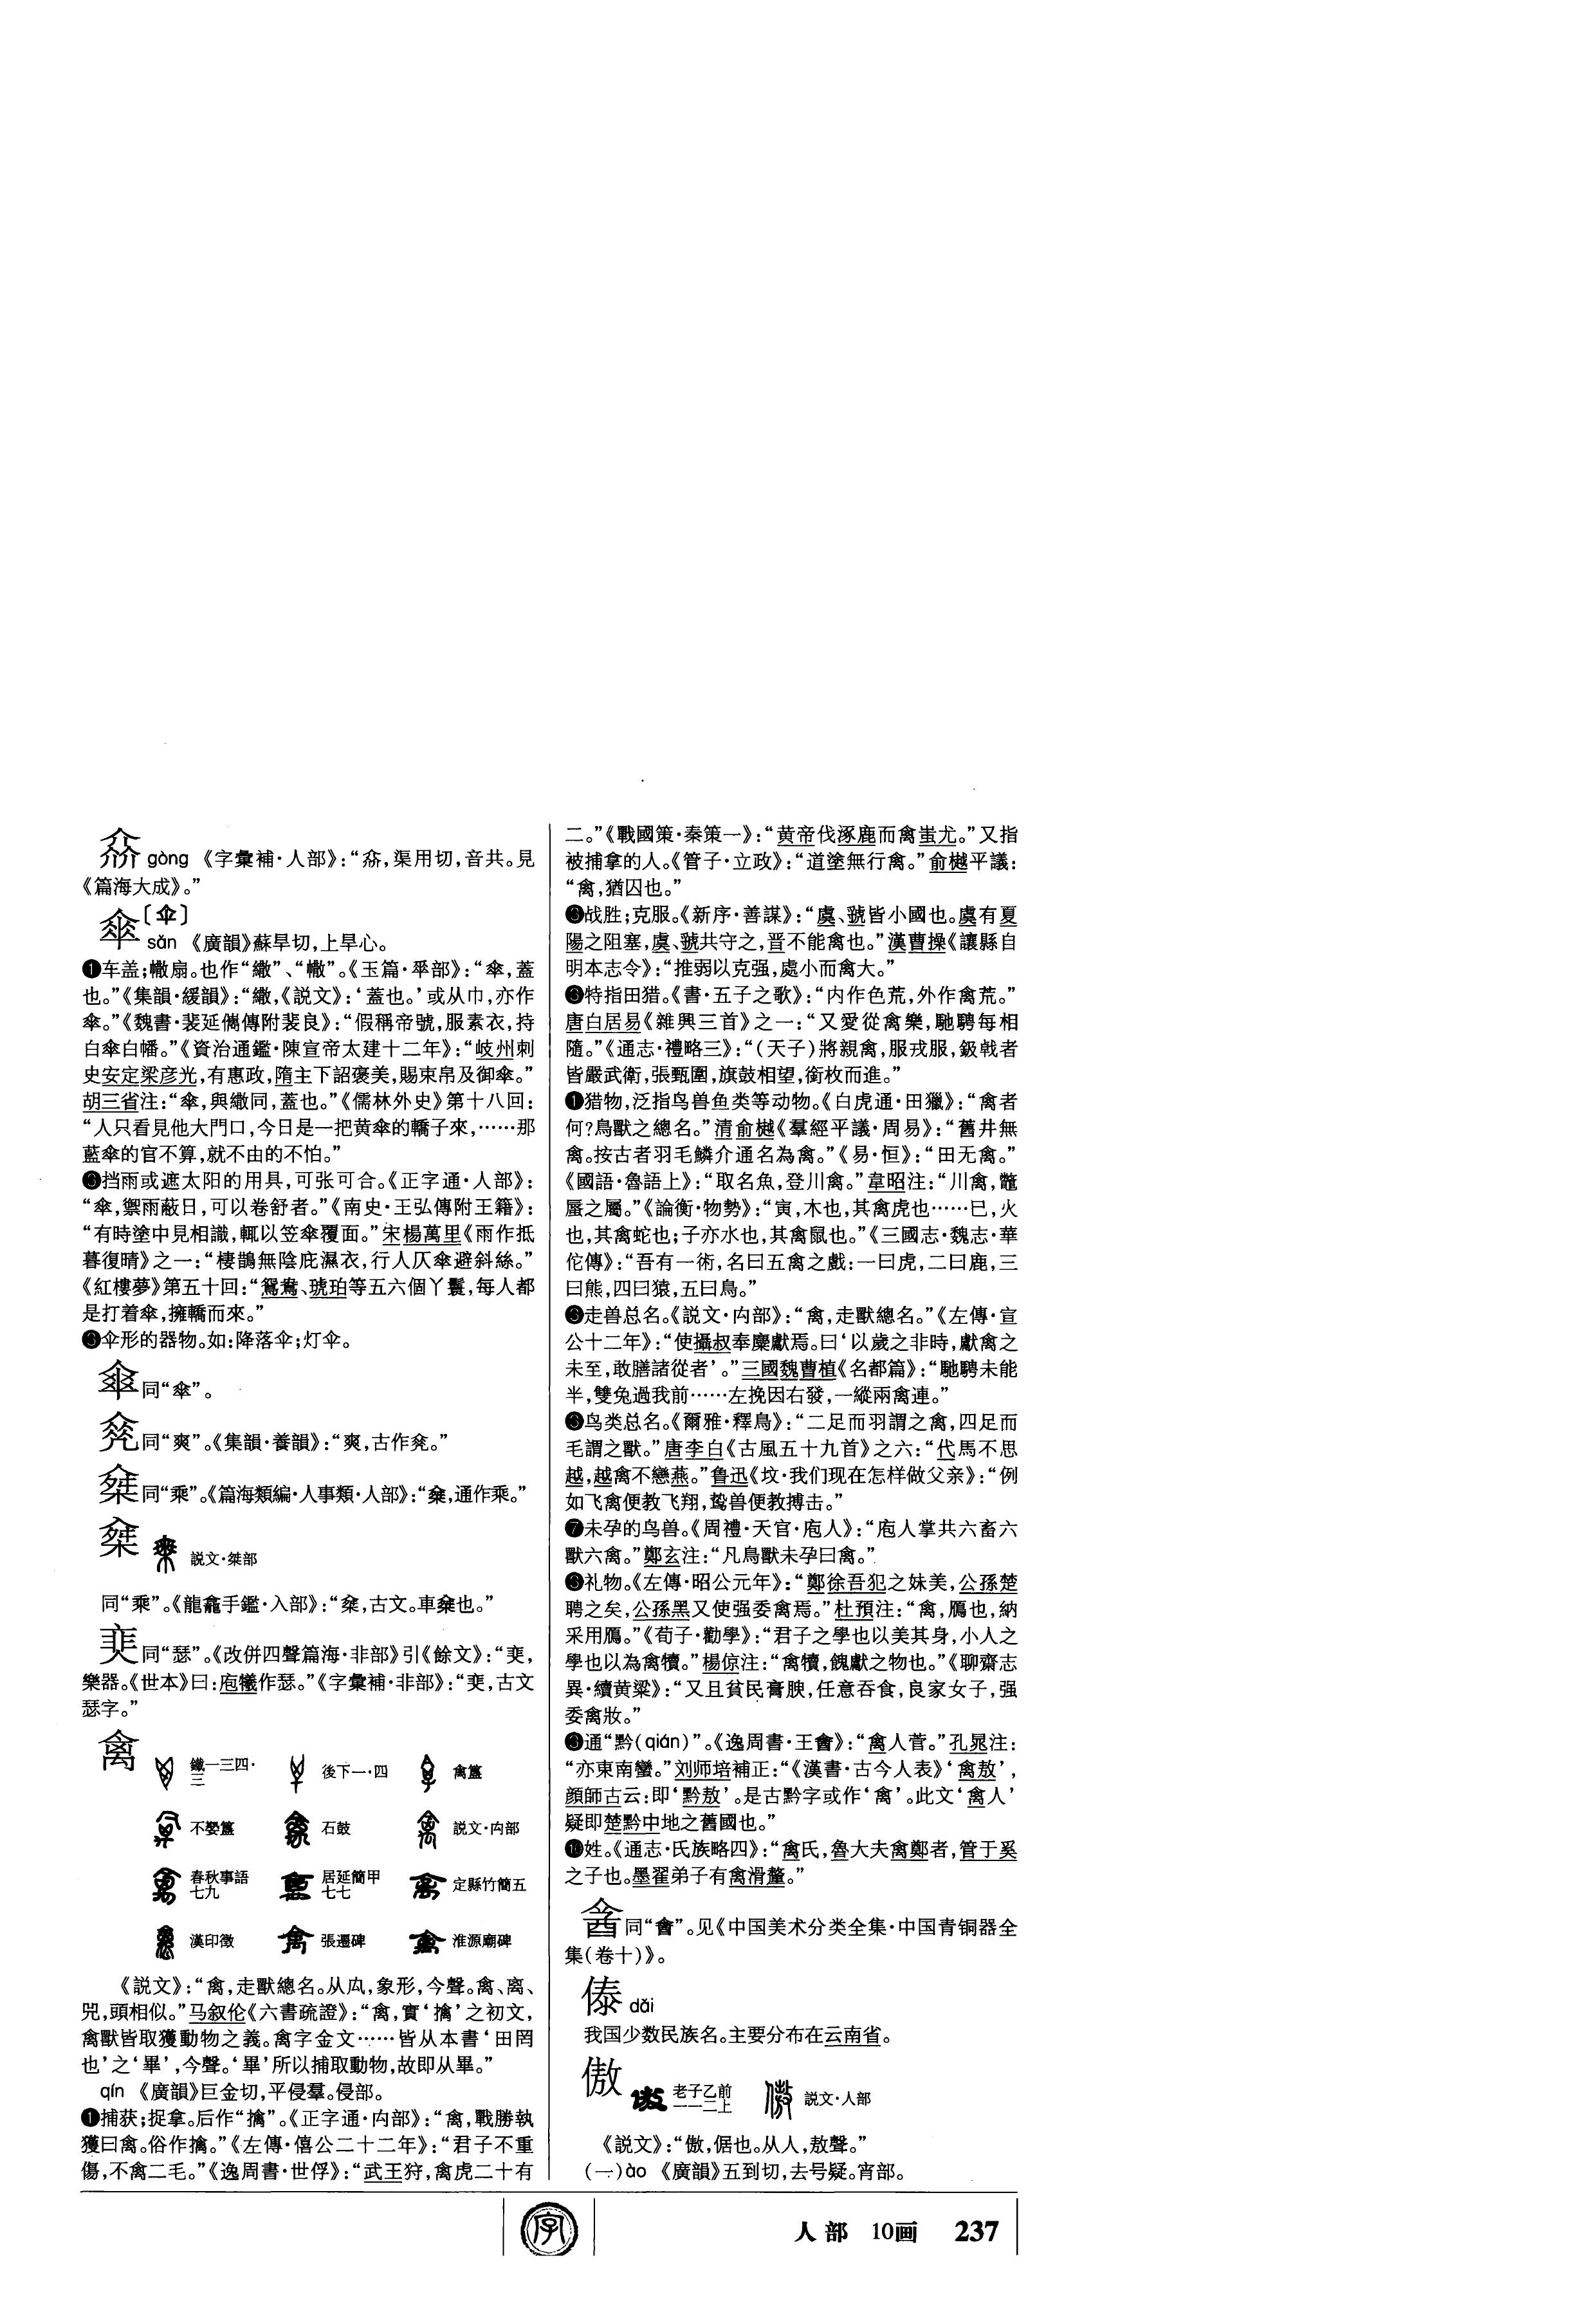 gòng 《字彙補·人部》：“㒶，渠用切，音共。見
《篇海大成》。”
傘〔伞〕
sǎn 《廣韻》蘇旱切，上旱心。
❶车盖；幰扇。也作“繖”、“幰”。《玉篇·㐺部》：“傘，蓋
也。”《集韻·緩韻》：“繖，《説文》：‘蓋也。’或从巾，亦作
傘。”《魏書·裴延儁傳附裴良》：“假稱帝號，服素衣，持
白傘白幡。”《資治通鑑·陳宣帝太建十二年》：“岐州刺
史安定梁彦光，有惠政，隋主下詔褒美，賜束帛及御傘。”
胡三省注：“傘，與繖同，蓋也。”《儒林外史》第十八回：
“人只看見他大門口，今日是一把黄傘的轎子來，……那
藍傘的官不算，就不由的不怕。”
挡雨或遮太阳的用具，可张可合。《正字通·人部》：
“傘，禦雨蔽日，可以卷舒者。”《南史·王弘傳附王籍》：
“有時塗中見相識，輒以笠傘覆面。”宋楊萬里《雨作抵
暮復晴》之一：“棲鵲無陰庇濕衣，行人仄傘避斜絲。”
《紅樓夢》第五十回：“鴛鴦、琥珀等五六個丫鬟，每人都
是打着傘，擁轎而來。”
❸伞形的器物。如：降落伞；灯伞。
同“傘”。
同“爽”。《集韻·養韻》：“爽，古作㸑。”
同“乘”。《篇海類編·人事類·人部》：“椉，通作乘。”
説文·桀部
同“乘”。《龍龕手鑑·入部》：“椉，古文。車椉也。”
同“瑟”。《改併四聲篇海·非部》引《餘文》：“，
樂器。《世本》曰：庖犧作瑟。”《字彙補·非部》：“，古文
瑟字。”
禽 鐵一三四·三 後下一·四 禽簋
不𡢁簋 石鼓 説文·禸部
春秋事語七九 居延簡甲七七 定縣竹簡五
漢印徵 張遷碑 淮源廟碑
《説文》：“禽，走獸總名。从禸，象形，今聲。禽、离、
兕，頭相似。”马叙伦《六書疏證》：“禽，實‘擒’之初文，
禽獸皆取獲動物之義。禽字金文……皆从本書‘田罔
也’之‘畢’，今聲。‘畢’所以捕取動物，故即从畢。”
qín 《廣韻》巨金切，平侵羣。侵部。
❶捕获；捉拿。后作“擒”。《正字通·禸部》：“禽，戰勝執
獲曰禽。俗作擒。”《左傳·僖公二十二年》：“君子不重
傷，不禽二毛。”《逸周書·世俘》：“武王狩，禽虎二十有
二。”《戰國策·秦策一》：“黄帝伐涿鹿而禽蚩尤。”又指
被捕拿的人。《管子·立政》：“道塗無行禽。”俞樾平議：
“禽，猶囚也。”
战胜；克服。《新序·善謀》：“虞、虢皆小國也。虞有夏
陽之阻塞，虞、虢共守之，晋不能禽也。”漢曹操《讓縣自
明本志令》：“推弱以克强，處小而禽大。”
❸特指田猎。《書·五子之歌》：“内作色荒，外作禽荒。”
唐白居易《雜興三首》之一：“又愛從禽樂，馳騁每相
隨。”《通志·禮略三》：“（天子）將親禽，服戎服，鈒戟者
皆嚴武衛，張甄圍，旗鼓相望，銜枚而進。”
猎物，泛指鸟兽鱼类等动物。《白虎通·田獵》：“禽者
何？鳥獸之總名。”清俞樾《羣經平議·周易》：“舊井無
禽。按古者羽毛鱗介通名為禽。”《易·恒》：“田无禽。”
《國語·魯語上》：“取名魚，登川禽。”韋昭注：“川禽，鼈
蜃之屬。”《論衡·物勢》：“寅，木也，其禽虎也……巳，火
也，其禽蛇也；子亦水也，其禽鼠也。”《三國志·魏志·華
佗傳》：“吾有一術，名曰五禽之戲：一曰虎，二曰鹿，三
曰熊，四曰猿，五曰鳥。”
走兽总名。《説文·禸部》：“禽，走獸總名。”《左傳·宣
公十二年》：“使攝叔奉麋獻焉。曰‘以歲之非時，獻禽之
未至，敢膳諸從者’。”三國魏曹植《名都篇》：“馳騁未能
半，雙兔過我前……左挽因右發，一縱兩禽連。”
鸟类总名。《爾雅·釋鳥》：“二足而羽謂之禽，四足而
毛謂之獸。”唐李白《古風五十九首》之六：“代馬不思
越，越禽不戀燕。”鲁迅《坟·我们现在怎样做父亲》：“例
如飞禽便教飞翔，鸷兽便教搏击。”
❼未孕的鸟兽。《周禮·天官·庖人》：“庖人掌共六畜六
獸六禽。”鄭玄注：“凡鳥獸未孕曰禽。”
礼物。《左傳·昭公元年》：“鄭徐吾犯之妹美，公孫楚
聘之矣，公孫黑又使强委禽焉。”杜預注：“禽，鴈也，納
采用鴈。”《荀子·勸學》：“君子之學也以美其身，小人之
學也以為禽犢。”楊倞注：“禽犢，餽獻之物也。”《聊齋志
異·續黄粱》：“又且貧民膏腴，任意吞食，良家女子，强
委禽妝。”
通“黔（qián）”。《逸周書·王會》：“禽人菅。”孔晁注：
“亦東南蠻。”刘师培補正：“《漢書·古今人表》‘禽敖’，
顔師古云：即‘黔敖’。是古黔字或作‘禽’。此文‘禽人’
疑即楚黔中地之舊國也。”
姓。《通志·氏族略四》：“禽氏，魯大夫禽鄭者，管于奚
之子也。墨翟弟子有禽滑釐。”
同“會”。见《中国美术分类全集·中国青铜器全
集（卷十）》。
傣 dǎi
我国少数民族名。主要分布在云南省。
傲 老子乙前一一二上 説文·人部
《説文》：“傲，倨也。从人，敖聲。”
（一）ào 《廣韻》五到切，去号疑。宵部。
字
人部 10画 237